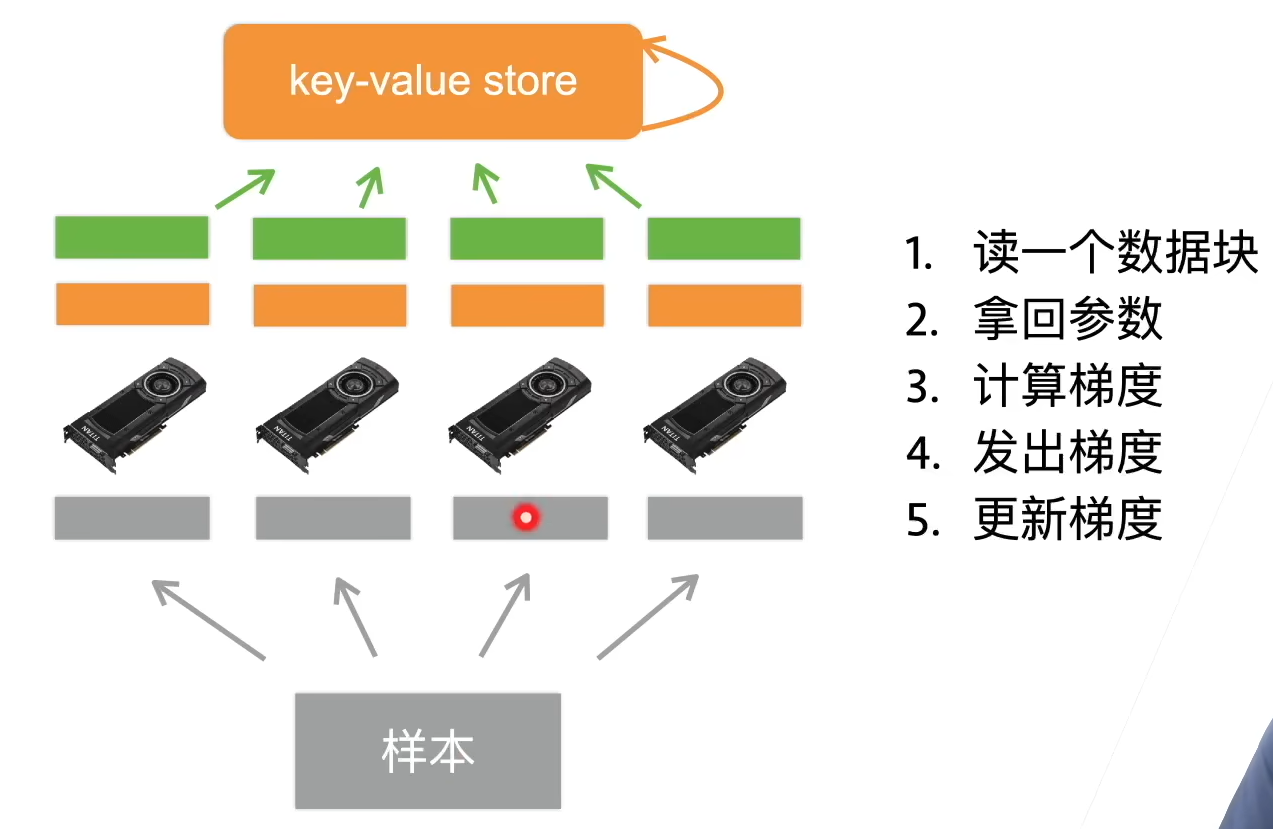 key-value store
1. 读一个数据块
2. 拿回参数
3. 计算梯度
4. 发出梯度
5. 更新梯度
TITAN
TITAN
TITAN
TITAN
样本